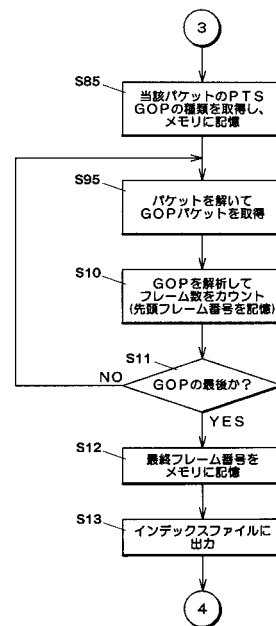 3
S85
当該パケットのPTS
GOPの種類を取得し、
メモリに記憶
S95
パケットを解いて
GOPパケットを取得
S10
GOPを解析して
フレーム数をカウント
(先頭フレーム番号を記憶)
S11
NO
GOPの最後か?
YES
S12
最終フレーム番号を
メモリに記憶
S13
インデックスファイルに
出力
4